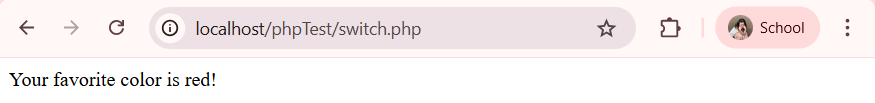 localhost/phpTest/switch.php
School
Your favorite color is red!